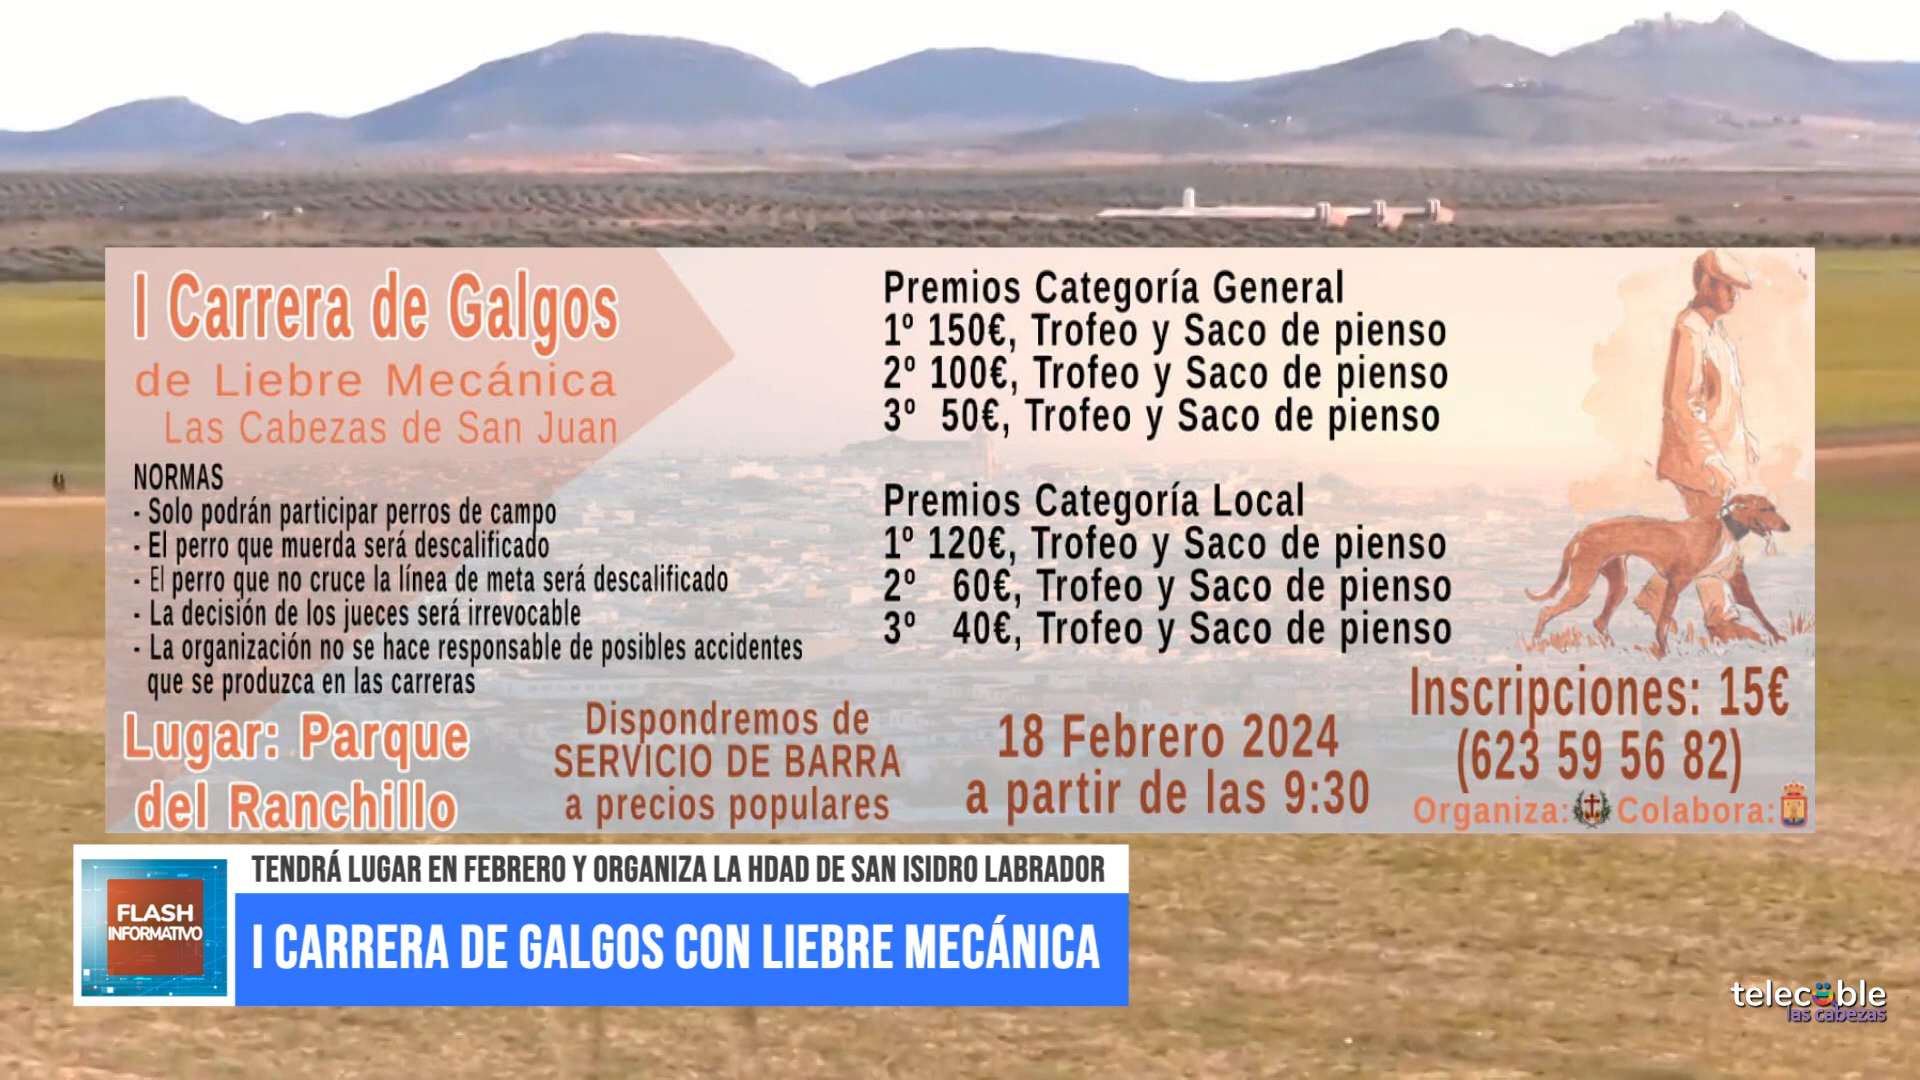 I Carrera de Galgos
de Liebre Mecánica
Las Cabezas de San Juan
NORMAS
- Solo podrán participar perros de campo
- El perro que muerda será descalificado
- El perro que no cruce la línea de meta será descalificado
- La decisión de los jueces será irrevocable
- La organización no se hace responsable de posibles accidentes
que se produzca en las carreras
Lugar: Parque
del Ranchillo
Dispondremos de
SERVICIO DE BARRA
a precios populares
Premios Categoría General
1º 150€, Trofeo y Saco de pienso
2º 100€, Trofeo y Saco de pienso
3º 50€, Trofeo y Saco de pienso
Premios Categoría Local
1º 120€, Trofeo y Saco de pienso
2º 60€, Trofeo y Saco de pienso
3º 40€, Trofeo y Saco de pienso
18 Febrero 2024
a partir de las 9:30
Inscripciones: 15€
(623 59 56 82)
Organiza: Colabora:
TENDRÁ LUGAR EN FEBRERO Y ORGANIZA LA HDAD DE SAN ISIDRO LABRADOR
FLASH
INFORMATIVO
I CARRERA DE GALGOS CON LIEBRE MECÁNICA
telecable
las cabezas